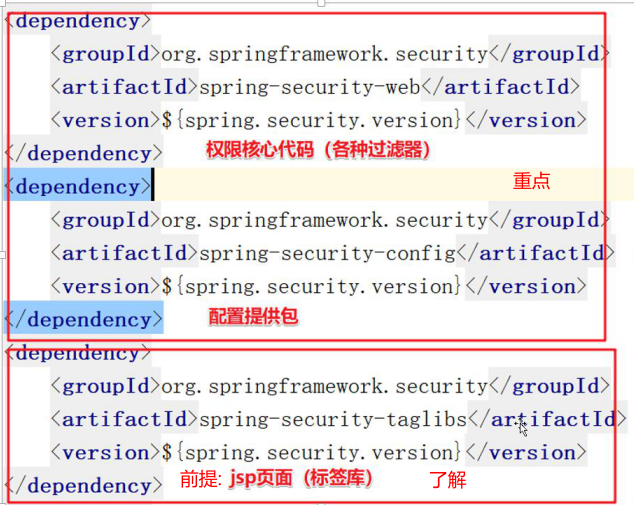 <dependency>
<groupId>org.springframework.security</groupId>
<artifactId>spring-security-web</artifactId>
<version>${spring.security.version}</version>
</dependency> 权限核心代码（各种过滤器）
<dependency> 重点
<groupId>org.springframework.security</groupId>
<artifactId>spring-security-config</artifactId>
<version>${spring.security.version}</version>
</dependency> 配置提供包
<dependency>
<groupId>org.springframework.security</groupId>
<artifactId>spring-security-taglibs</artifactId>
<version>${spring.security.version}</version>
</dependency> 前提: jsp页面（标签库） 了解